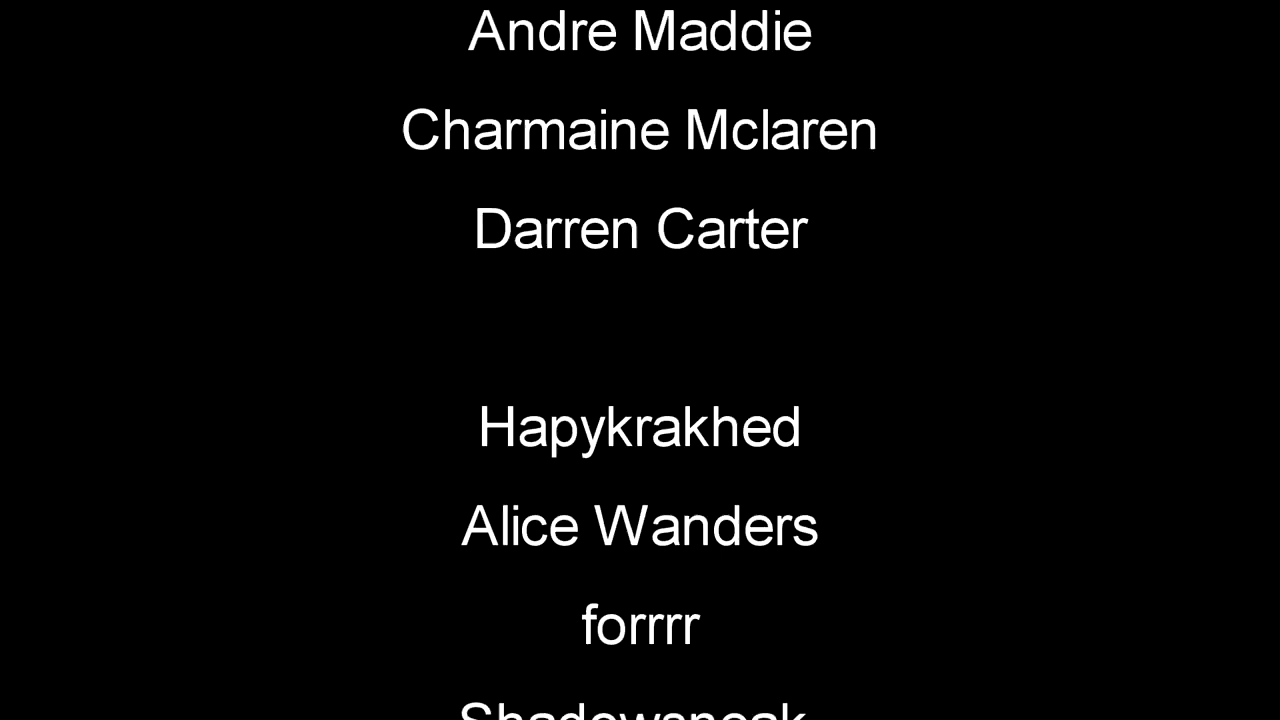 Andre Maddie
Charmaine Mclaren
Darren Carter
Hapykrakhed
Alice Wanders
forrrr